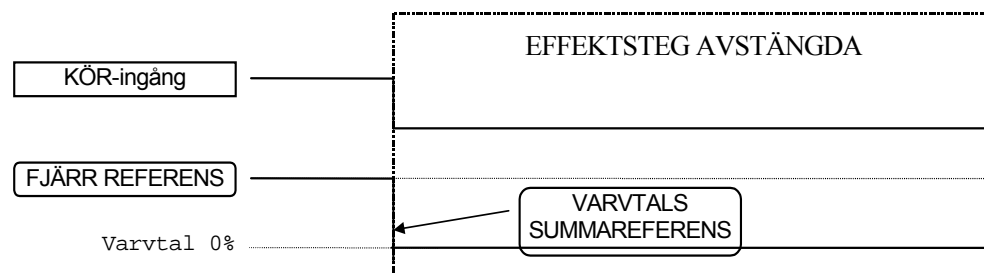 EFFEKTSTEG AVSTÄNGDA
KÖR-ingång
FJÄRR REFERENS
VARVTALS
SUMMAREFERENS
Varvtal 0%